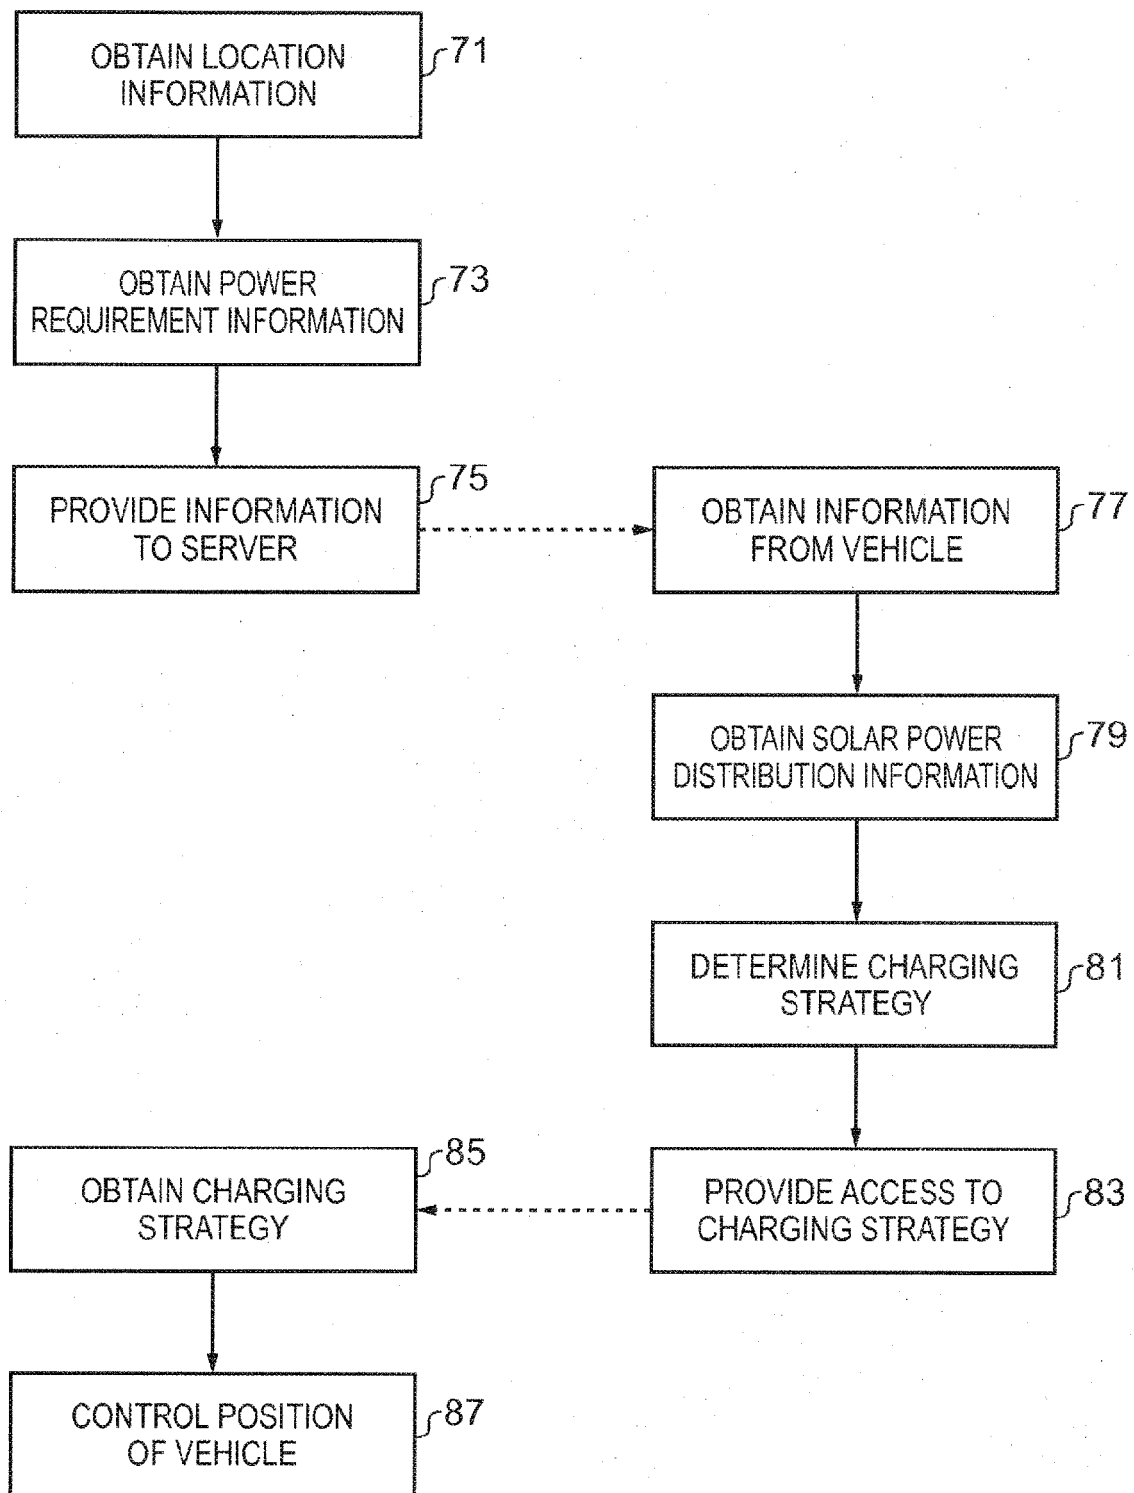 OBTAIN LOCATION
INFORMATION
71
OBTAIN POWER
REQUIREMENT INFORMATION
73
PROVIDE INFORMATION
TO SERVER
75
OBTAIN INFORMATION
FROM VEHICLE
77
OBTAIN SOLAR POWER
DISTRIBUTION INFORMATION
79
DETERMINE CHARGING
STRATEGY
81
PROVIDE ACCESS TO
CHARGING STRATEGY
83
OBTAIN CHARGING
STRATEGY
85
CONTROL POSITION
OF VEHICLE
87